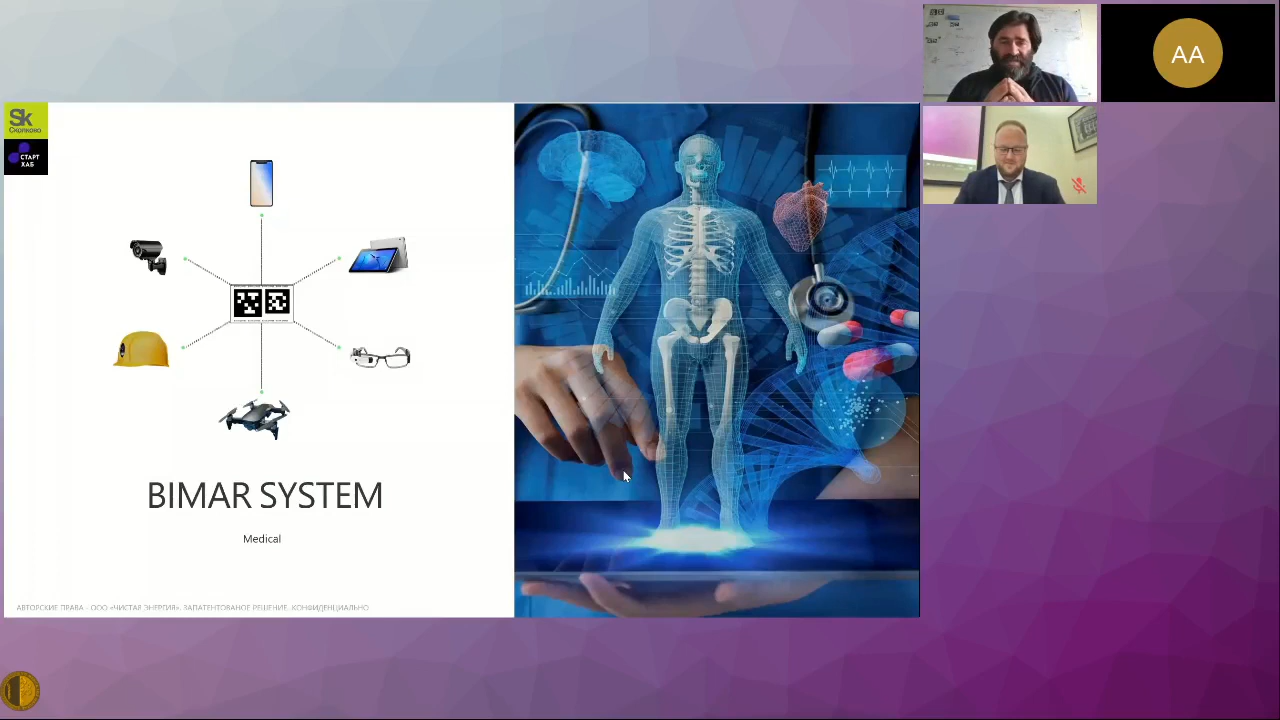 Sk
Сколково
СТАРТ
ХАБ
BIMAR SYSTEM
Medical
АВТОРСКИЕ ПРАВА - ООО «ЧИСТАЯ ЭНЕРГИЯ». ЗАПАТЕНТОВАНОЕ РЕШЕНИЕ. КОНФИДЕНЦИАЛЬНО
AA